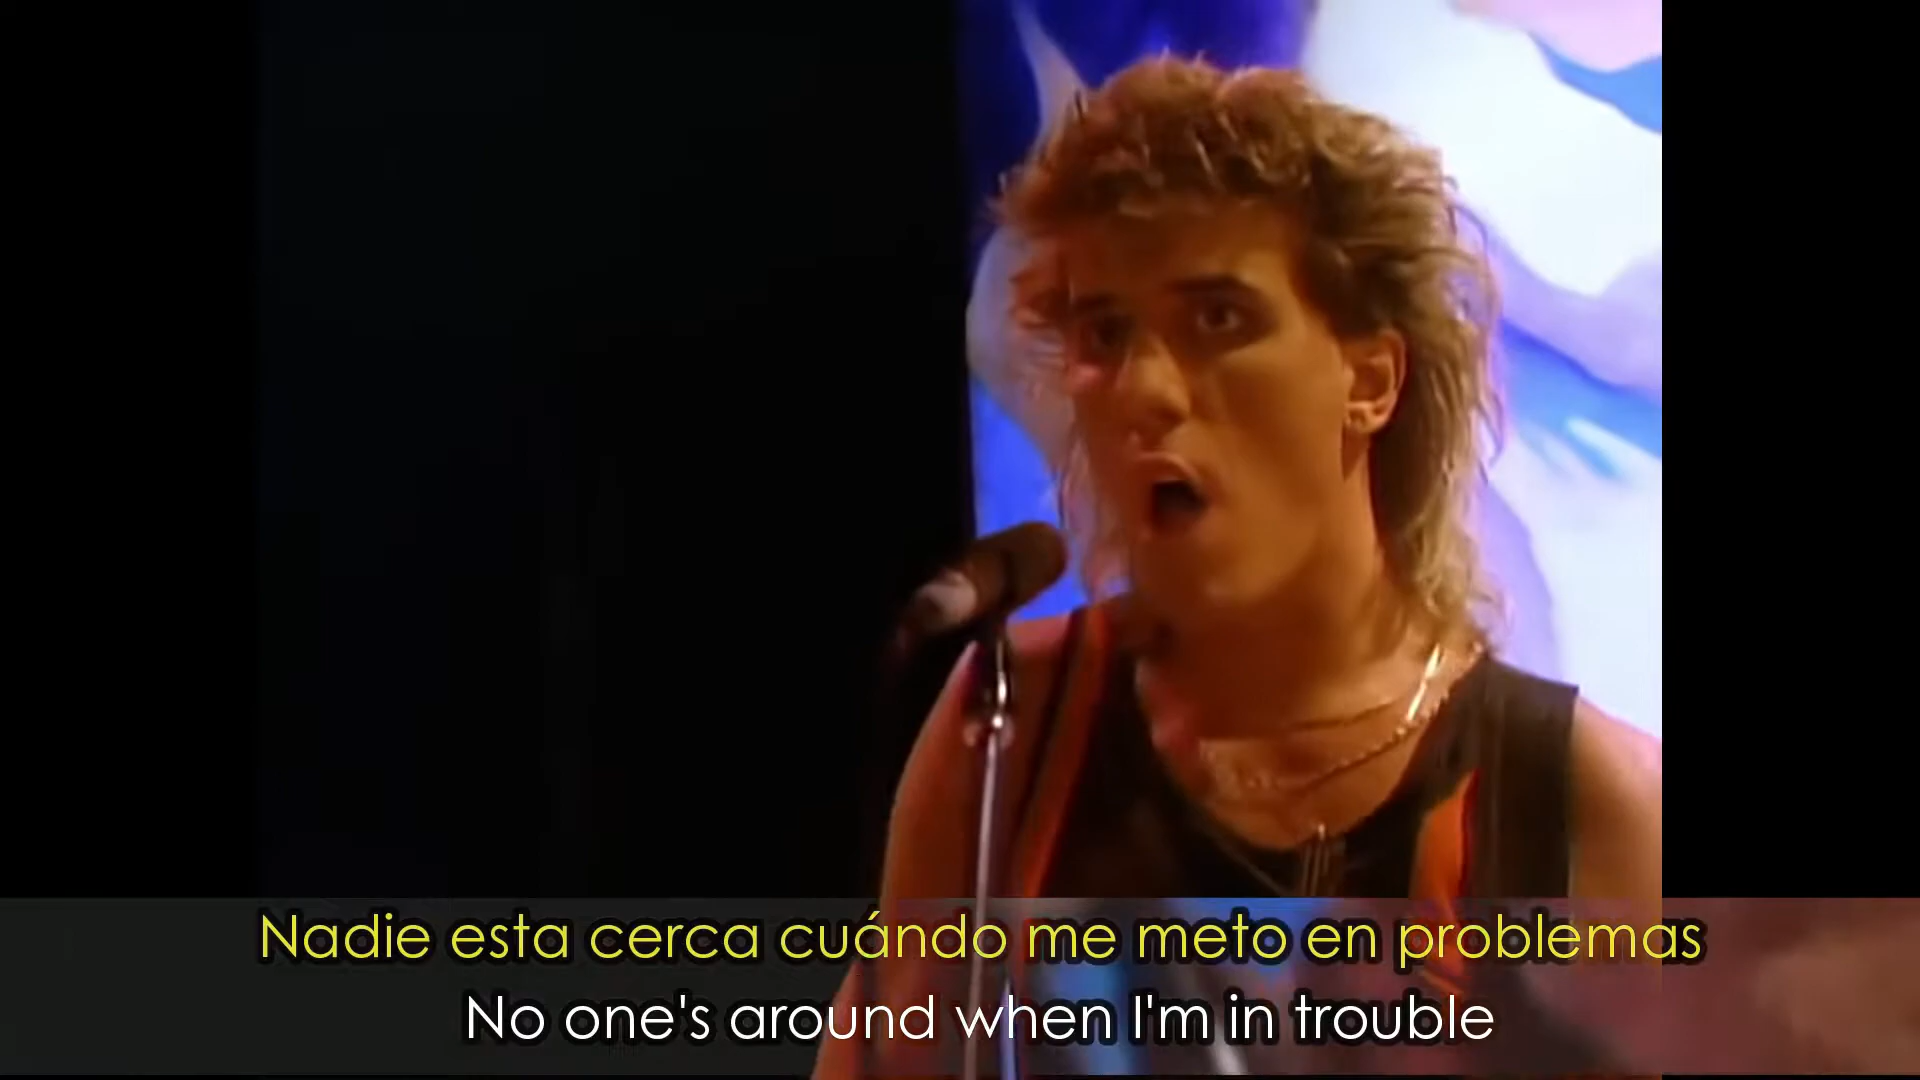 Nadie esta cerca cuándo me meto en problemas
No one's around when I'm in trouble